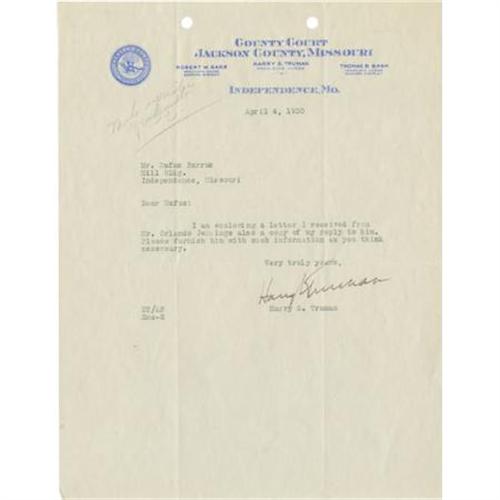 COUNTY COURT
JACKSON COUNTY, MISSOURI
HARRY S. TRUMAN
ROBERT W. BARR
THOMAS B. BASH
INDEPENDENCE, MO.
April 4, 1930
Mr. Rufus Burrus
Independence, Missouri
Dear Rufus:
I am enclosing a letter I received from
Mr. Orlando Jennings also a copy of my reply to him.
Please furnish him with such information as you think
necessary.
Very truly yours,
Harry S. Truman
Harry S. Truman